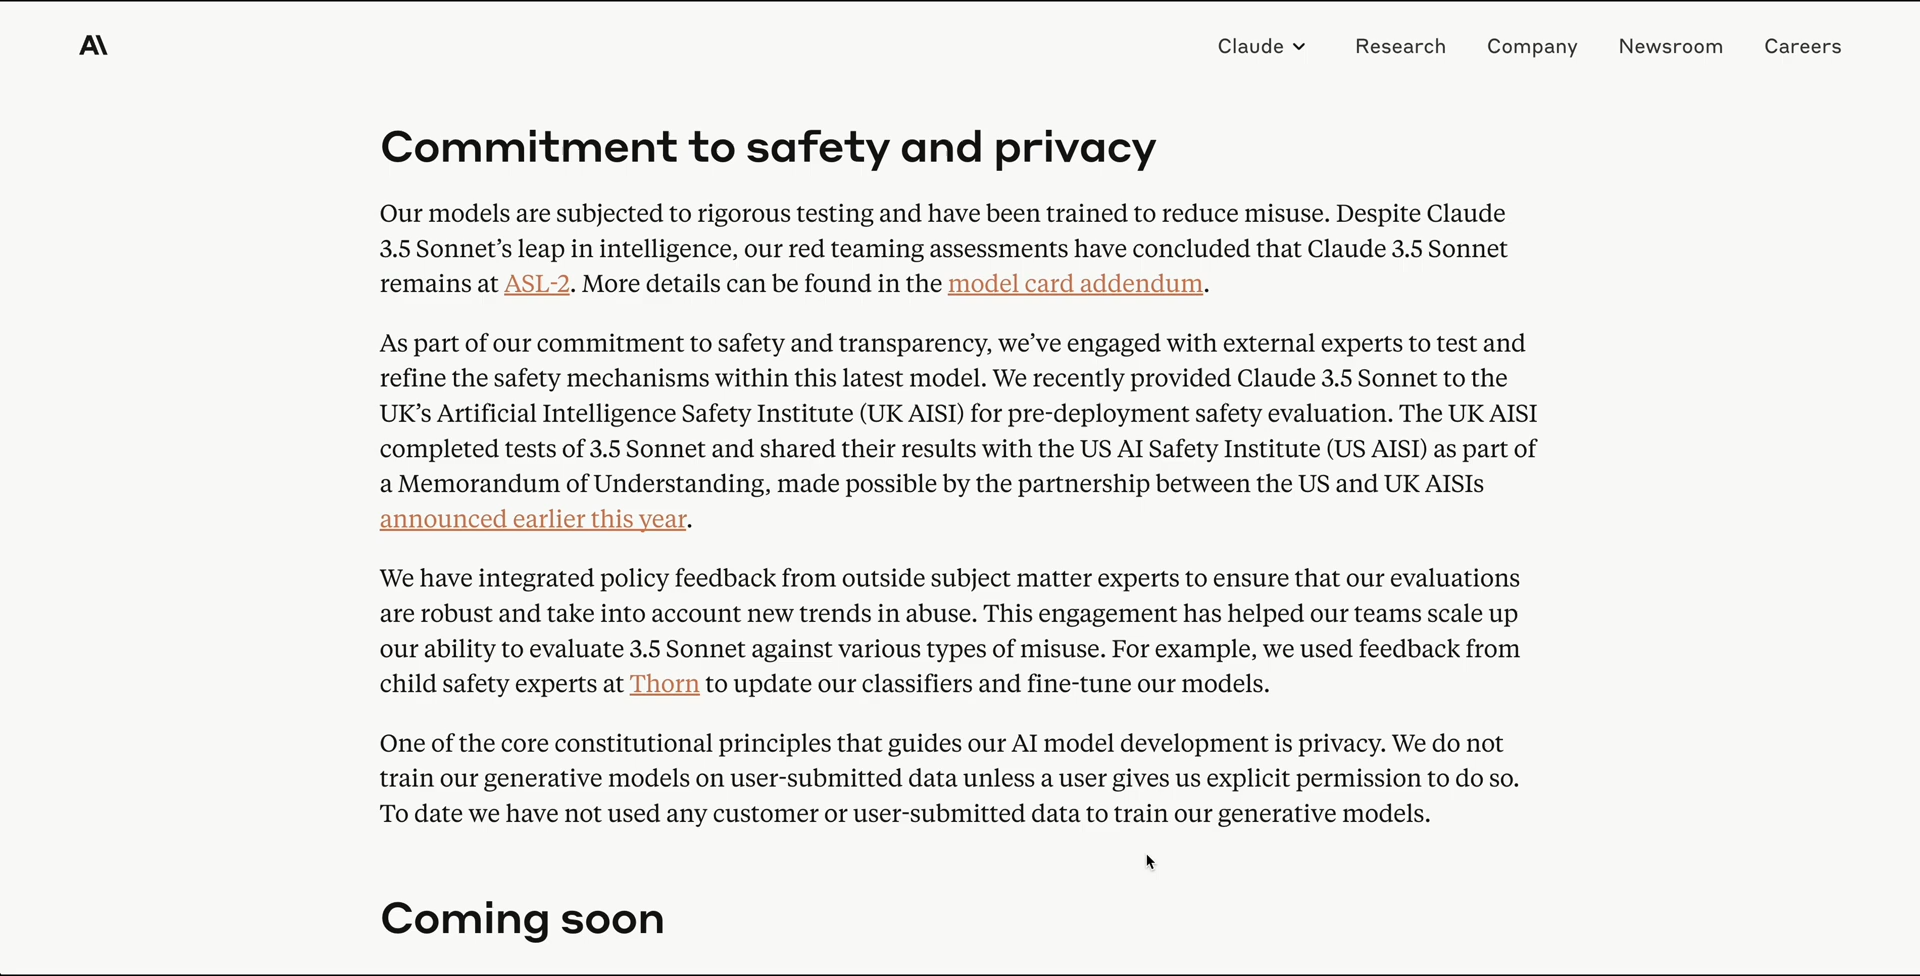 A\
Claude
Research
Company
Newsroom
Careers
Commitment to safety and privacy
Our models are subjected to rigorous testing and have been trained to reduce misuse. Despite Claude
3.5 Sonnet’s leap in intelligence, our red teaming assessments have concluded that Claude 3.5 Sonnet
remains at ASL-2. More details can be found in the model card addendum.
As part of our commitment to safety and transparency, we’ve engaged with external experts to test and
refine the safety mechanisms within this latest model. We recently provided Claude 3.5 Sonnet to the
UK’s Artificial Intelligence Safety Institute (UK AISI) for pre-deployment safety evaluation. The UK AISI
completed tests of 3.5 Sonnet and shared their results with the US AI Safety Institute (US AISI) as part of
a Memorandum of Understanding, made possible by the partnership between the US and UK AISIs
announced earlier this year.
We have integrated policy feedback from outside subject matter experts to ensure that our evaluations
are robust and take into account new trends in abuse. This engagement has helped our teams scale up
our ability to evaluate 3.5 Sonnet against various types of misuse. For example, we used feedback from
child safety experts at Thorn to update our classifiers and fine-tune our models.
One of the core constitutional principles that guides our AI model development is privacy. We do not
train our generative models on user-submitted data unless a user gives us explicit permission to do so.
To date we have not used any customer or user-submitted data to train our generative models.
Coming soon